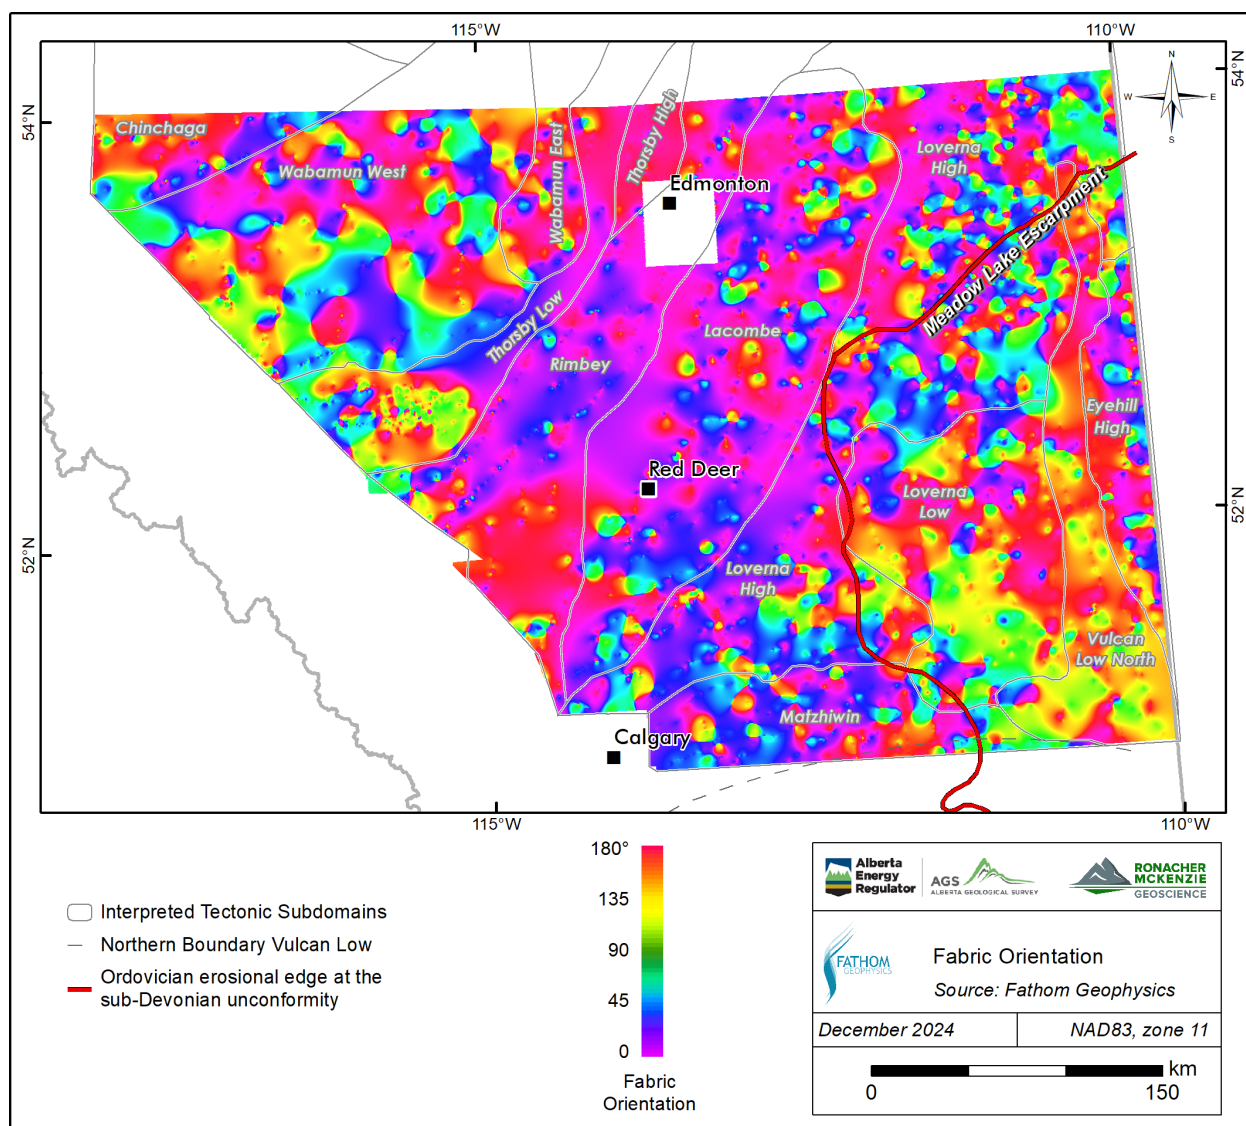 115°W
110°W
54°N
54°N
N
W
E
S
Chinchaga
Wabamun West
Wabamun East
Thorsby High
Loverna
High
Edmonton
Meadow Lake Escarpment
Thorsby Low
Lacombe
Rimbey
Eyehill
High
Red Deer
Loverna
Low
52°N
52°N
Loverna
High
Vulcan
Low North
Matzhiwin
Calgary
115°W
110°W
Interpreted Tectonic Subdomains
Northern Boundary Vulcan Low
Ordovician erosional edge at the
sub-Devonian unconformity
180°
135
90
45
0
Fabric
Orientation
Alberta
Energy
Regulator
AGS
ALBERTA GEOLOGICAL SURVEY
RONACHER
MCKENZIE
GEOSCIENCE
FATHOM
GEOPHYSICS
Fabric Orientation
Source: Fathom Geophysics
December 2024
NAD83, zone 11
km
0
150